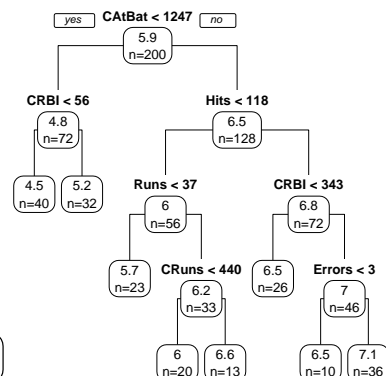 yes CAtBat < 1247 no
5.9
n=200
CRBI < 56 Hits < 118
4.8 6.5
n=72 n=128
Runs < 37 CRBI < 343
4.5 5.2 6 6.8
n=40 n=32 n=56 n=72
CRuns < 440 Errors < 3
5.7 6.2 6.5 7
n=23 n=33 n=26 n=46
6 6.6 6.5 7.1
n=20 n=13 n=10 n=36